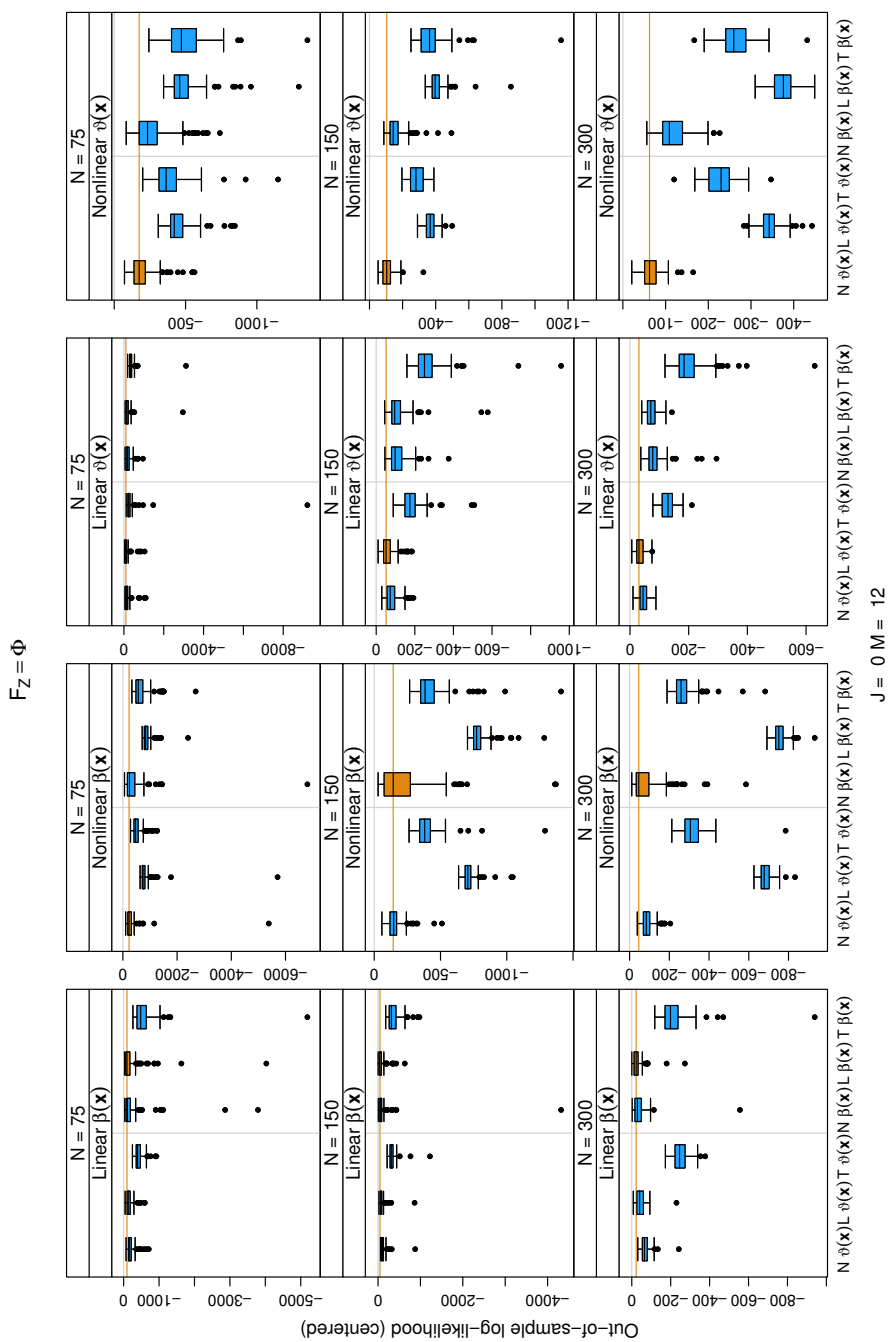 F_Z = Φ
N = 75
N = 75
N = 75
N = 75
Linear β(x)
Nonlinear β(x)
Linear ϑ(x)
Nonlinear ϑ(x)
0
−1000
−3000
−5000
0
−2000
−4000
−6000
0
−4000
−8000
−500
−1000
N = 150
N = 150
N = 150
N = 150
Linear β(x)
Nonlinear β(x)
Linear ϑ(x)
Nonlinear ϑ(x)
0
−2000
−4000
0
−500
−1000
0
−200
−600
−1000
−400
−800
−1200
N = 300
N = 300
N = 300
N = 300
Linear β(x)
Nonlinear β(x)
Linear ϑ(x)
Nonlinear ϑ(x)
0
−200
−400
−600
−800
0
−200
−400
−600
−800
0
−200
−400
−600
−100
−200
−300
−400
N ϑ(x) L ϑ(x) T ϑ(x) N β(x) L β(x) T β(x)
N ϑ(x) L ϑ(x) T ϑ(x) N β(x) L β(x) T β(x)
N ϑ(x) L ϑ(x) T ϑ(x) N β(x) L β(x) T β(x)
N ϑ(x) L ϑ(x) T ϑ(x) N β(x) L β(x) T β(x)
Out−of−sample log−likelihood (centered)
J = 0 M = 12